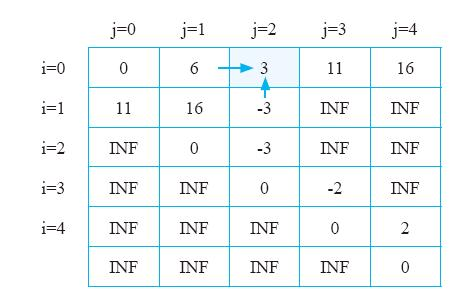 j=0 j=1 j=2 j=3 j=4
i=0 0 6 3 11 16
i=1 11 16 -3 INF INF
i=2 INF 0 -3 INF INF
i=3 INF INF 0 -2 INF
i=4 INF INF INF 0 2
INF INF INF INF 0